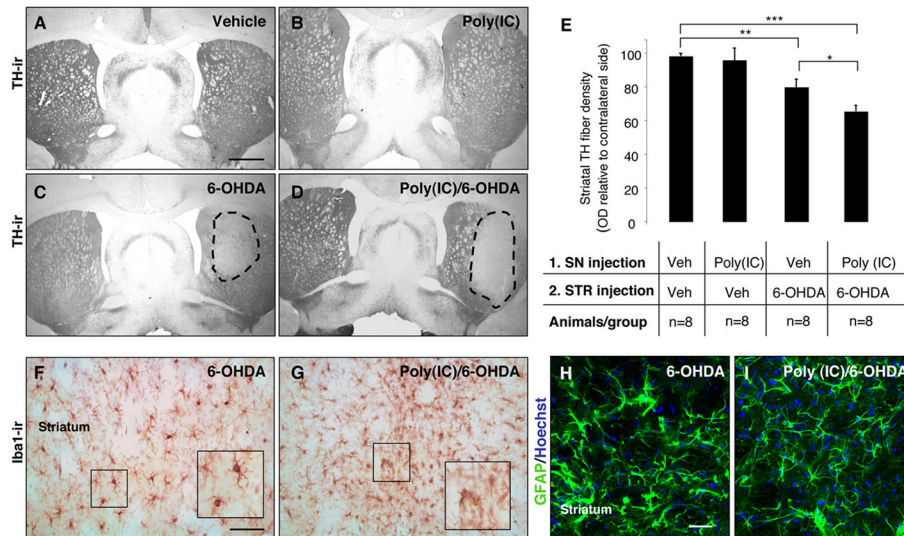 A
Vehicle
B
Poly(IC)
TH-ir
C
6-OHDA
D
Poly(IC)/6-OHDA
TH-ir
E
***
**
*
Striatal TH fiber density
(OD relative to contralateral side)
100
80
60
40
20
0
1. SN injection Veh Poly(IC) Veh Poly (IC)
2. STR injection Veh Veh 6-OHDA 6-OHDA
Animals/group n=8 n=8 n=8 n=8
F
6-OHDA
Striatum
G
Poly(IC)/6-OHDA
Iba1-ir
H
6-OHDA
Striatum
I
Poly (IC)/6-OHDA
GFAP/Hoechst